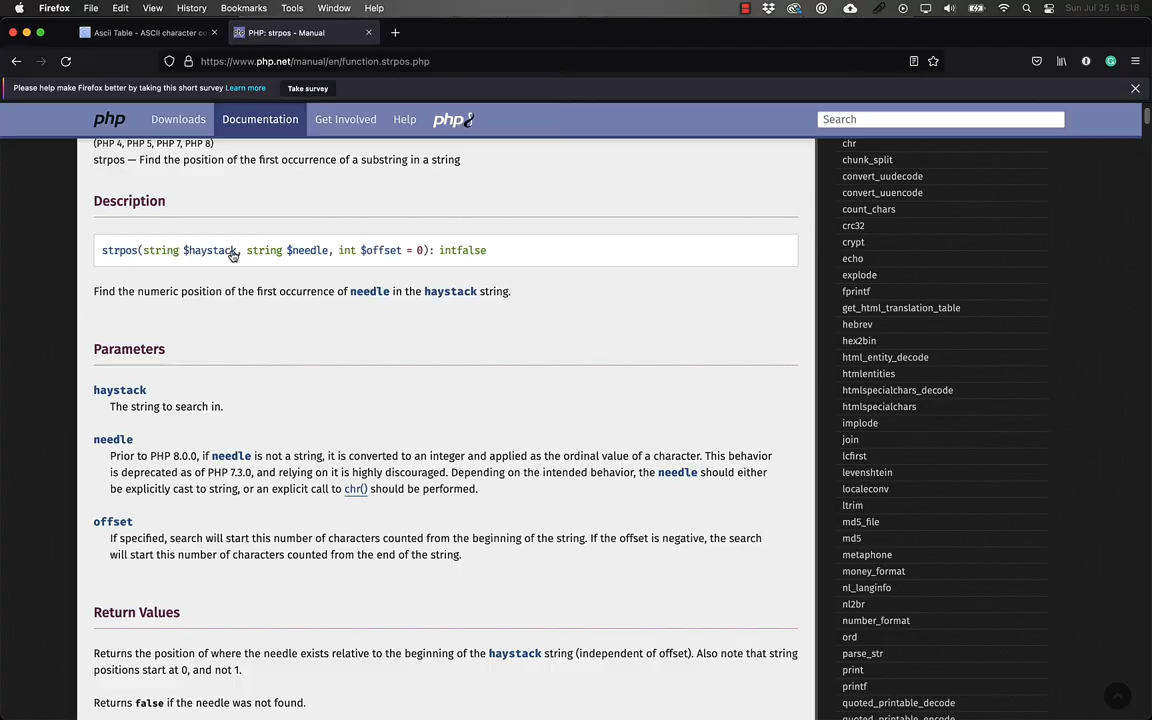 Firefox File Edit View History Bookmarks Tools Window Help Sun Jul 25 16:18
Ascii Table - ASCII character co
PHP: strpos - Manual
https://www.php.net/manual/en/function.strpos.php
Please help make Firefox better by taking this short survey Learn more Take survey
php Downloads Documentation Get Involved Help php8 Search
(PHP 4, PHP 5, PHP 7, PHP 8)
strpos — Find the position of the first occurrence of a substring in a string
Description
strpos(string $haystack, string $needle, int $offset = 0): intfalse
Find the numeric position of the first occurrence of needle in the haystack string.
Parameters
haystack
The string to search in.
needle
Prior to PHP 8.0.0, if needle is not a string, it is converted to an integer and applied as the ordinal value of a character. This behavior
is deprecated as of PHP 7.3.0, and relying on it is highly discouraged. Depending on the intended behavior, the needle should either
be explicitly cast to string, or an explicit call to chr() should be performed.
offset
If specified, search will start this number of characters counted from the beginning of the string. If the offset is negative, the search
will start this number of characters counted from the end of the string.
Return Values
Returns the position of where the needle exists relative to the beginning of the haystack string (independent of offset). Also note that string
positions start at 0, and not 1.
Returns false if the needle was not found.
chr
chunk_split
convert_uudecode
convert_uuencode
count_chars
crc32
crypt
echo
explode
fprintf
get_html_translation_table
hebrev
hex2bin
html_entity_decode
htmlentities
htmlspecialchars_decode
htmlspecialchars
implode
join
lcfirst
levenshtein
localeconv
ltrim
md5_file
md5
metaphone
money_format
nl_langinfo
nl2br
number_format
ord
parse_str
print
printf
quoted_printable_decode
quoted_printable_encode